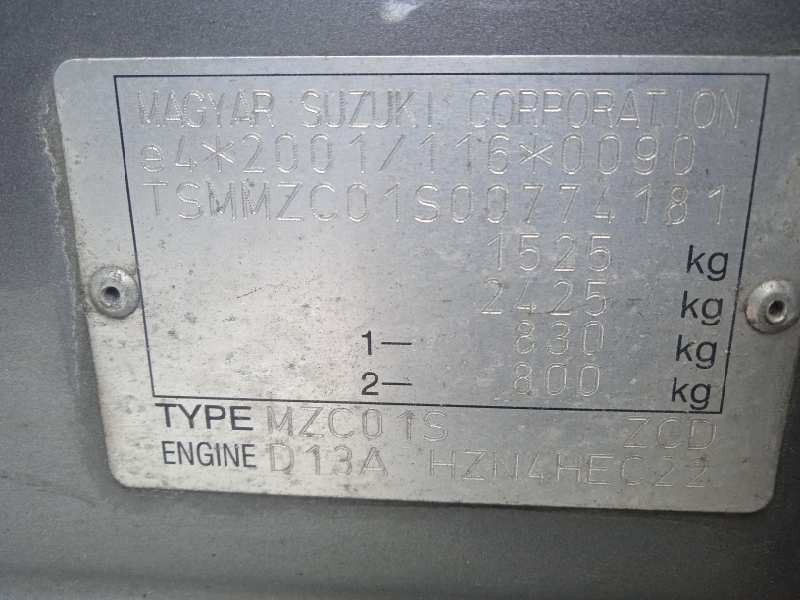 MAGYAR SUZUKI CORPORATION
e4*2001/116*0090
TSMMZC01S00774181
1525 kg
2425 kg
1- 830 kg
2- 800 kg
TYPE MZC01S ZCD
ENGINE D13A HZN4HEC22